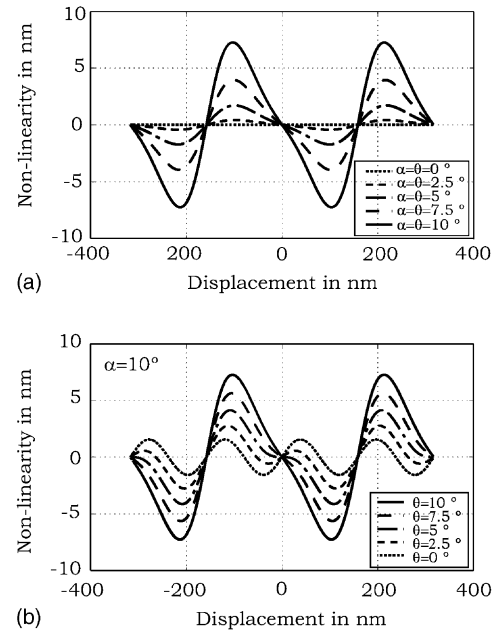 10
5
0
-5
-10
Non-linearity in nm
α=θ=0 °
α=θ=2.5 °
α=θ=5 °
α=θ=7.5 °
α=θ=10 °
-400 -200 0 200 400
(a)
Displacement in nm
10
5
0
-5
-10
Non-linearity in nm
α=10°
θ=10 °
θ=7.5 °
θ=5 °
θ=2.5 °
θ=0 °
-400 -200 0 200 400
(b)
Displacement in nm